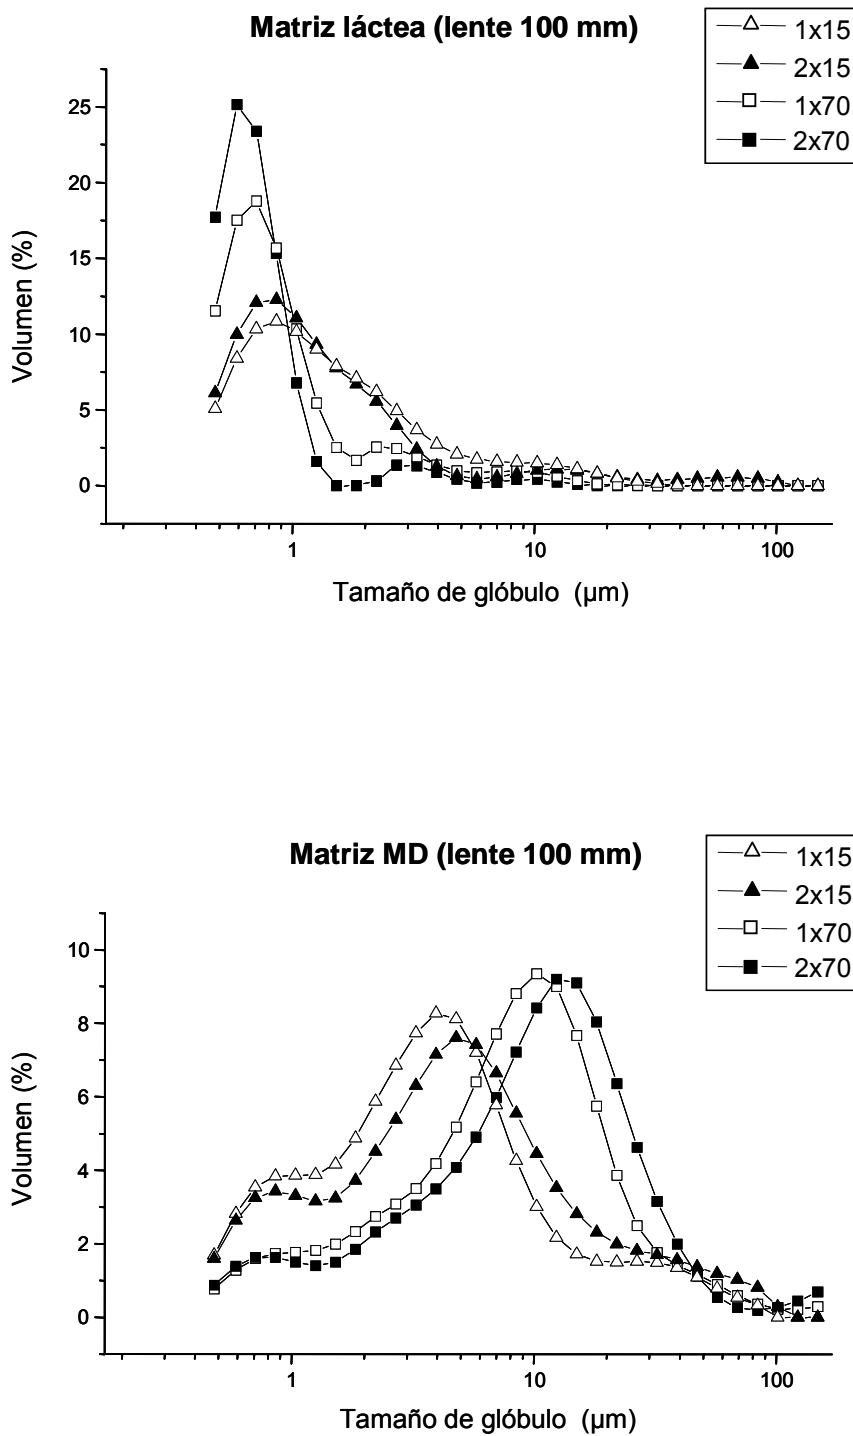 Matriz láctea (lente 100 mm)
1x15
2x15
1x70
2x70
25
20
15
10
5
0
Volumen (%)
1
10
100
Tamaño de glóbulo (µm)
Matriz MD (lente 100 mm)
1x15
2x15
1x70
2x70
10
8
6
4
2
0
Volumen (%)
1
10
100
Tamaño de glóbulo (µm)